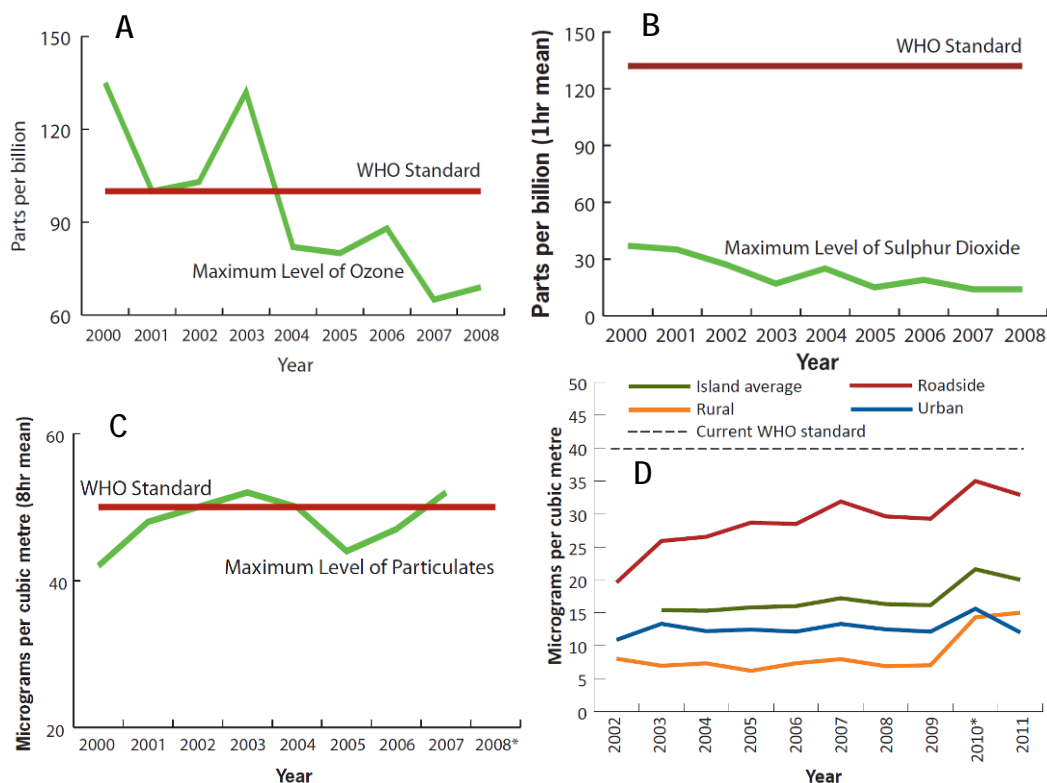 A
150
120
90
60
Parts per billion
WHO Standard
Maximum Level of Ozone
2000 2001 2002 2003 2004 2005 2006 2007 2008
Year
B
150
120
90
60
30
0
Parts per billion (1hr mean)
WHO Standard
Maximum Level of Sulphur Dioxide
2000 2001 2002 2003 2004 2005 2006 2007 2008
Year
C
60
40
20
Micrograms per cubic metre (8hr mean)
WHO Standard
Maximum Level of Particulates
2000 2001 2002 2004 2004 2005 2006 2007 2008*
Year
D
Island average
Roadside
Rural
Urban
Current WHO standard
50
45
40
35
30
25
20
15
10
5
0
Micrograms per cubic metre
2002 2003 2004 2005 2006 2007 2008 2009 2010* 2011
Year